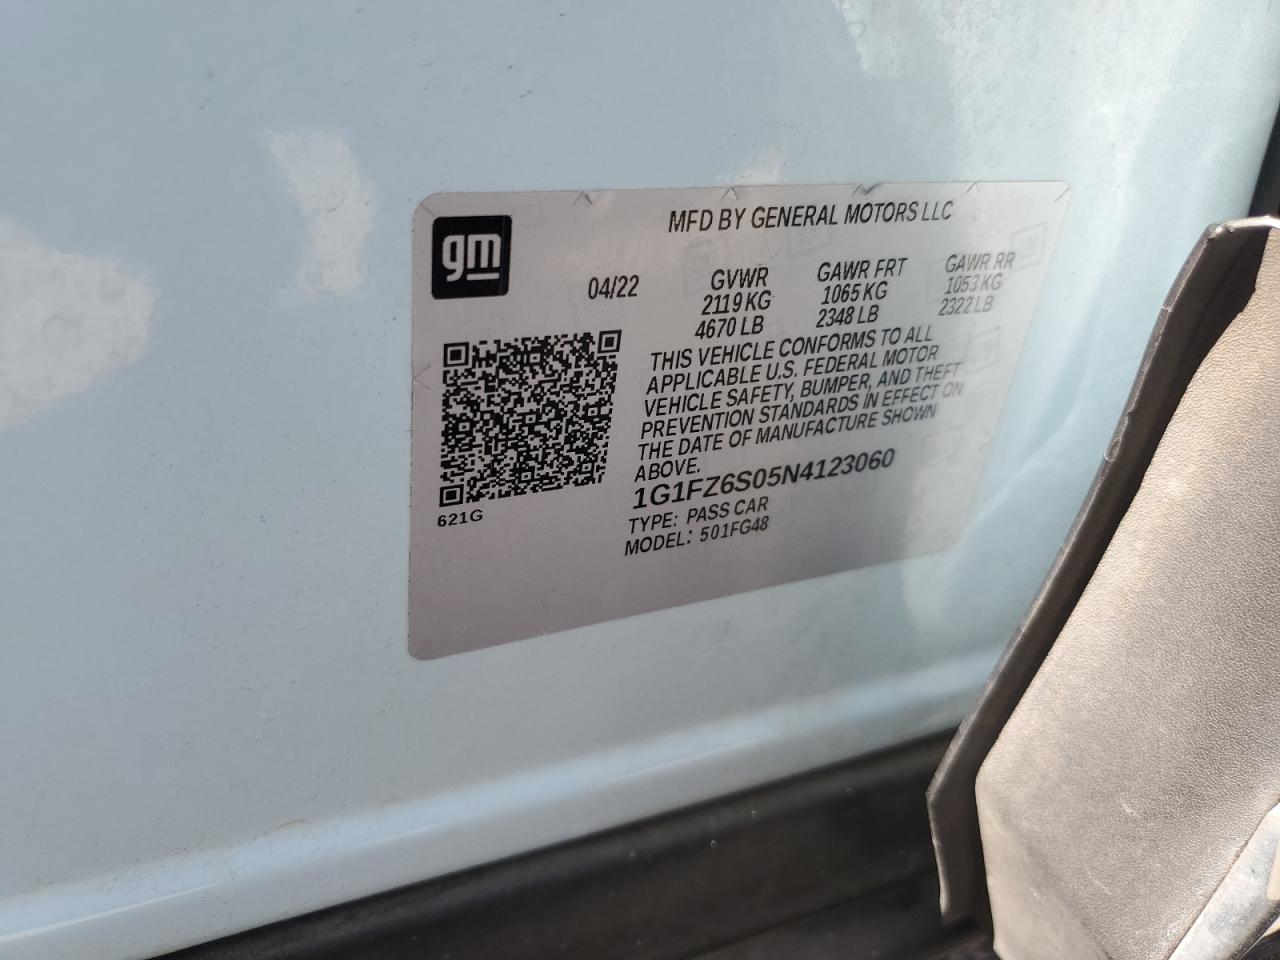 gm
MFD BY GENERAL MOTORS LLC
04/22 GVWR GAWR FRT GAWR RR
2119 KG 1065 KG 1053 KG
4670 LB 2348 LB 2322 LB
THIS VEHICLE CONFORMS TO ALL
APPLICABLE U.S. FEDERAL MOTOR
VEHICLE SAFETY, BUMPER, AND THEFT
PREVENTION STANDARDS IN EFFECT ON
THE DATE OF MANUFACTURE SHOWN
ABOVE.
1G1FZ6S05N4123060
TYPE: PASS CAR
MODEL: 501FG48
621G